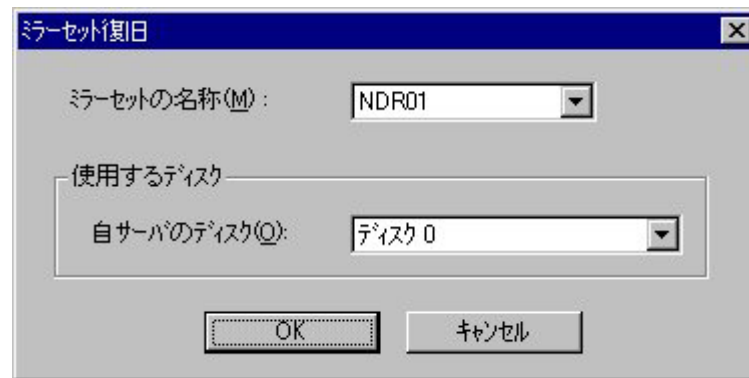 ミラーセット復旧
ミラーセットの名称(M) : NDR01
使用するディスク
自サーバのディスク(O): ディスク 0
OK キャンセル